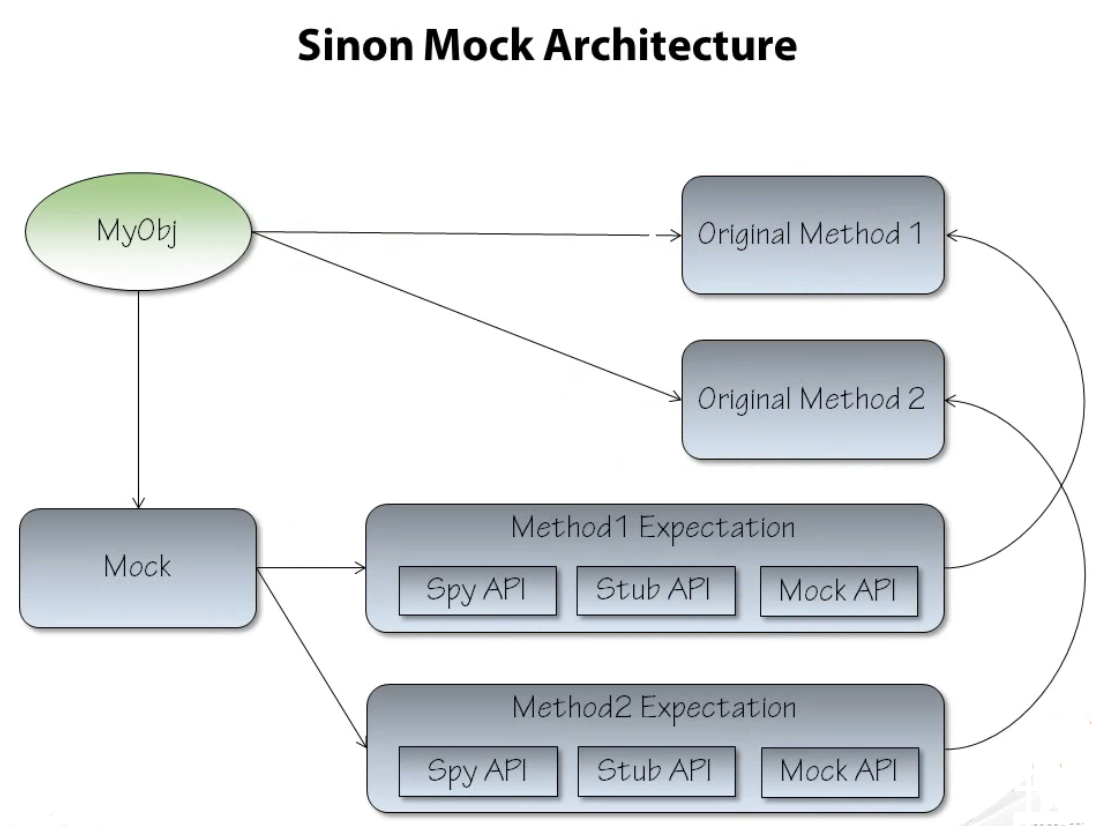 Sinon Mock Architecture
MyObj
Original Method 1
Original Method 2
Mock
Method1 Expectation
Spy API
Stub API
Mock API
Method2 Expectation
Spy API
Stub API
Mock API